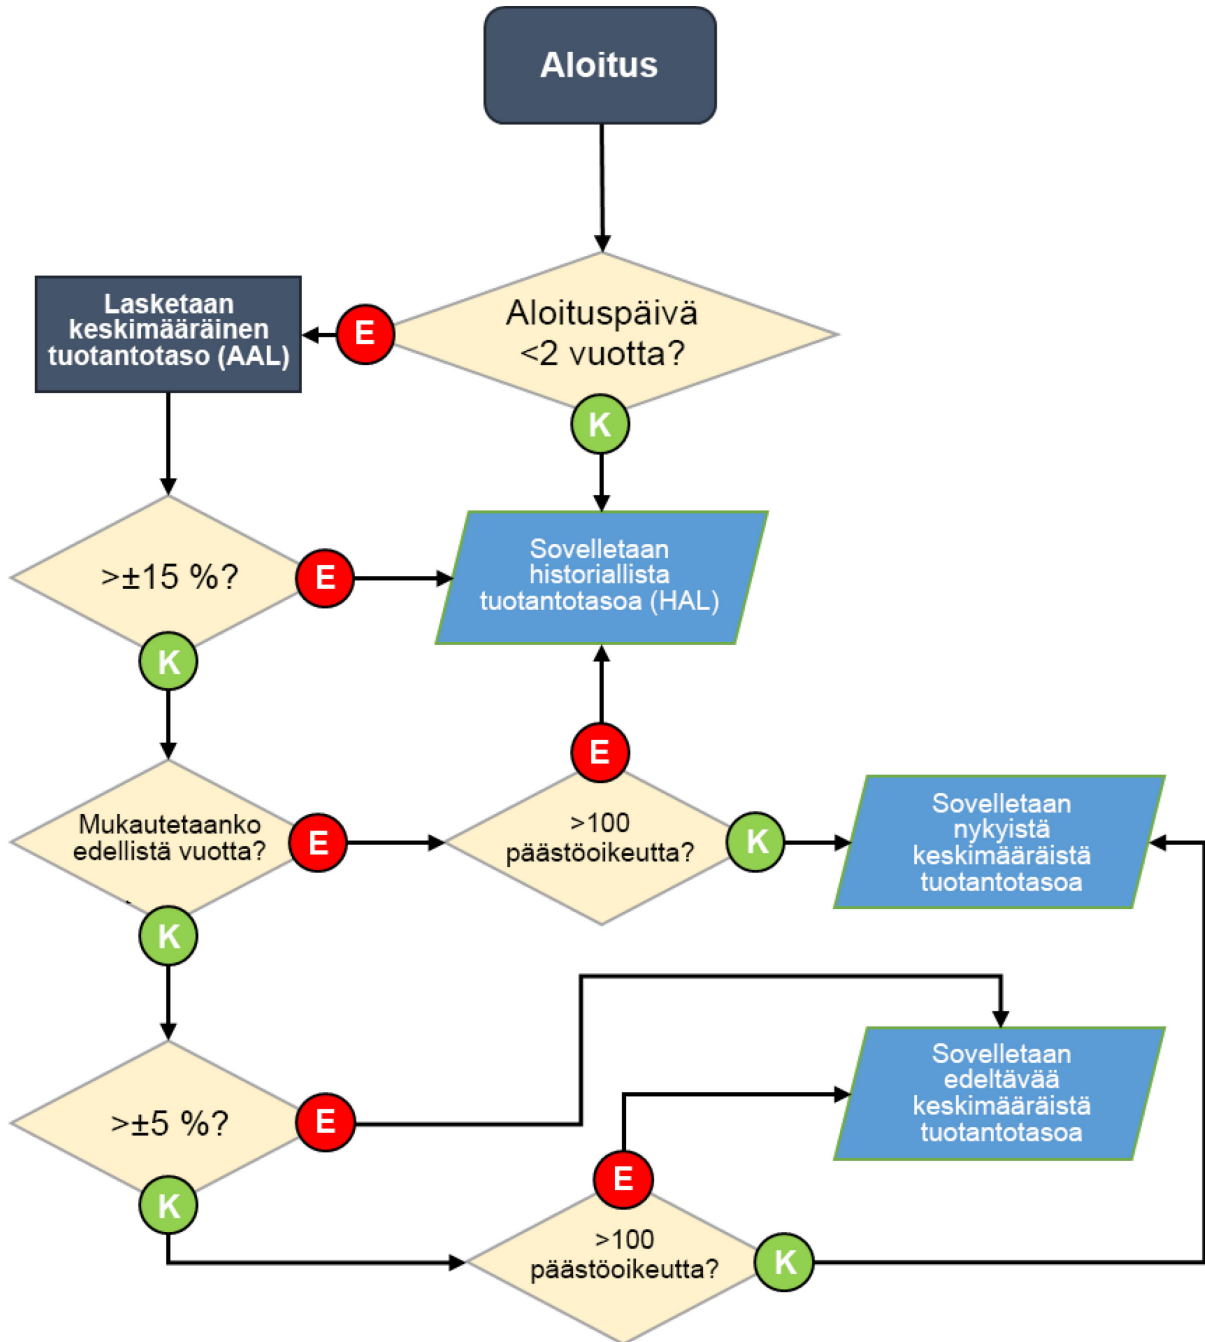 Aloitus
Aloituspäivä
<2 vuotta?
E
K
Lasketaan
keskimääräinen
tuotantotaso (AAL)
>±15 %?
E
K
Sovelletaan
historiallista
tuotantotasoa (HAL)
Mukautetaanko
edellistä vuotta?
E
K
>100
päästöoikeutta?
E
K
Sovelletaan
nykyistä
keskimääräistä
tuotantotasoa
>±5 %?
E
K
Sovelletaan
edeltävää
keskimääräistä
tuotantotasoa
>100
päästöoikeutta?
E
K